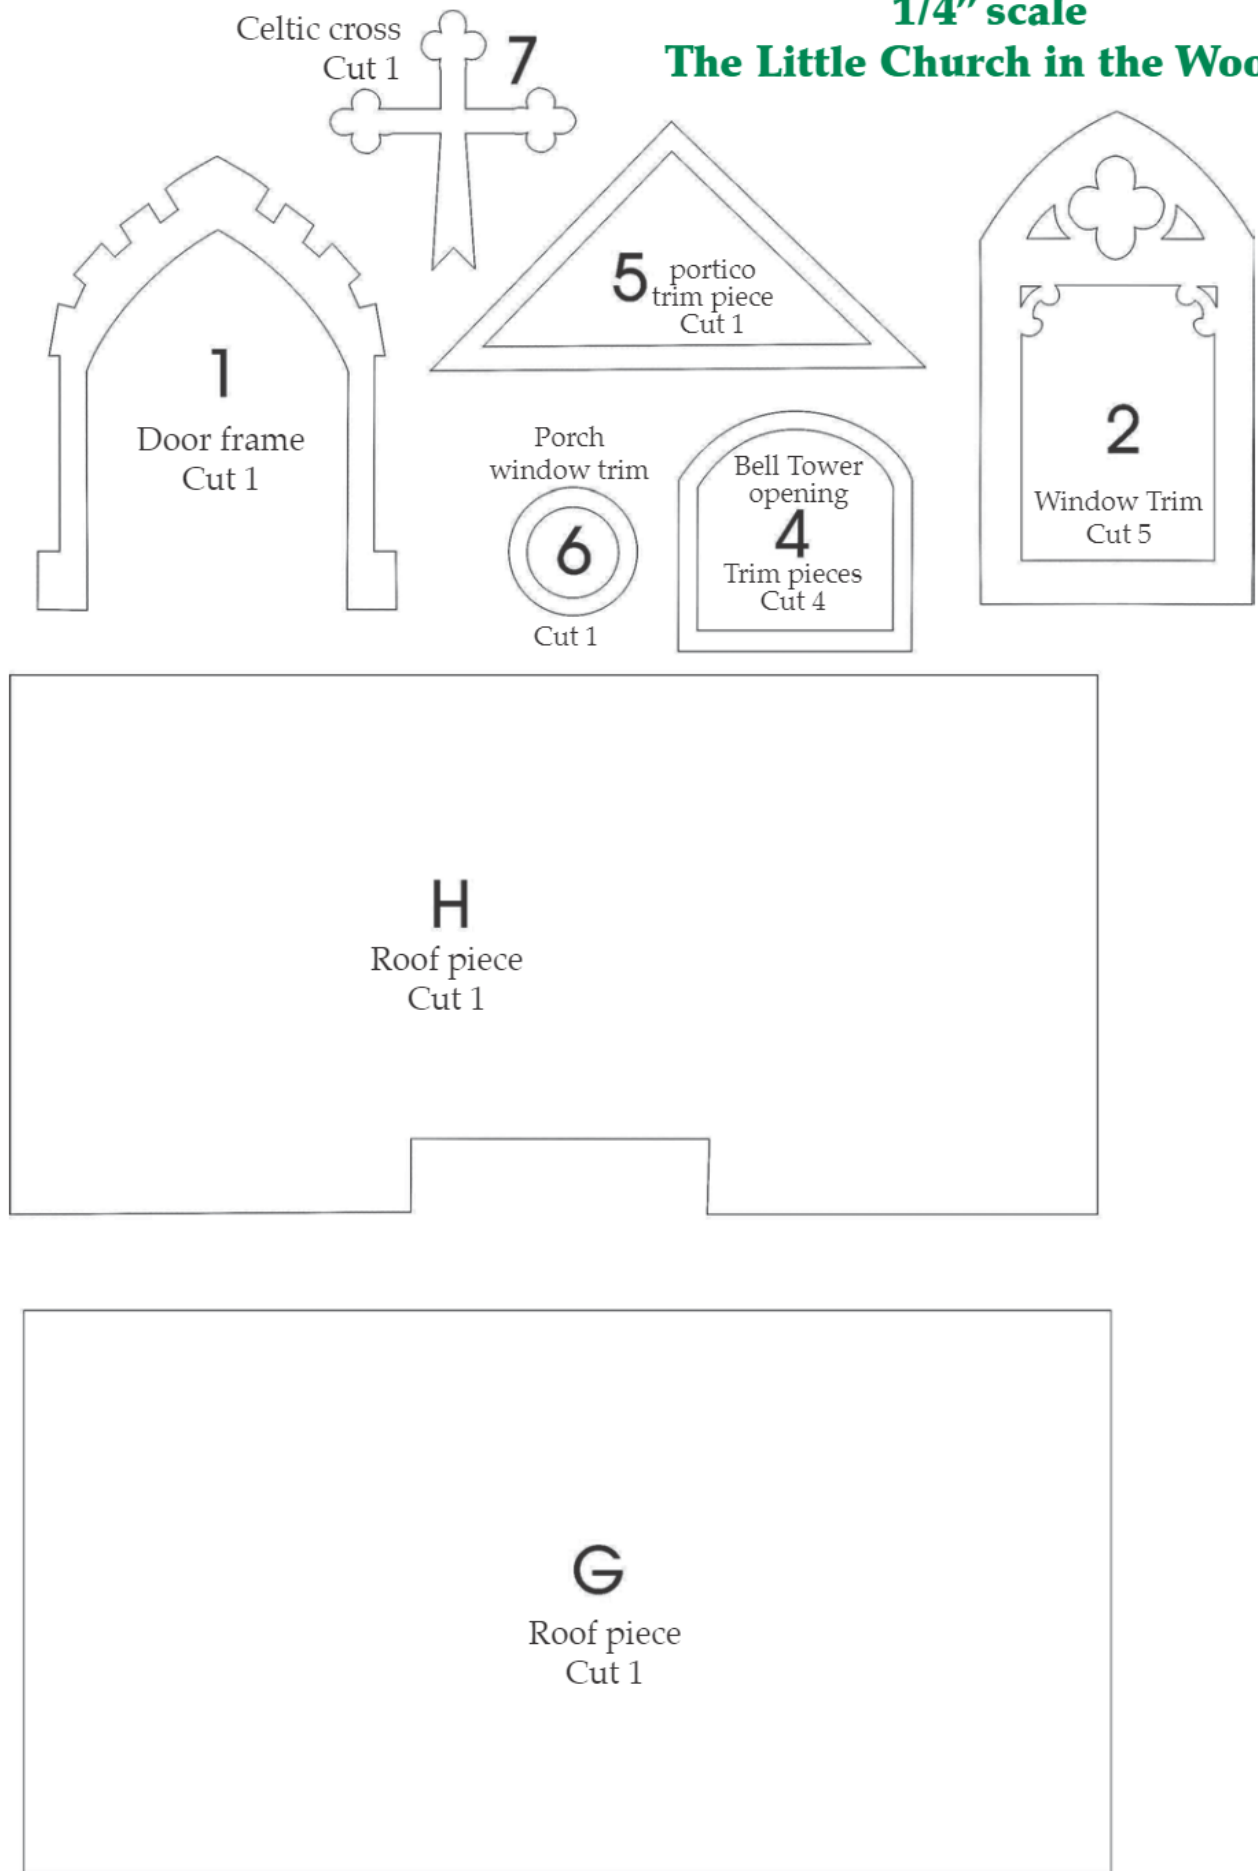 1/4" scale
The Little Church in the
Celtic cross
Cut 1
7
5
portico
trim piece
Cut 1
1
Door frame
Cut 1
2
Window Trim
Cut 5
Porch
window trim
6
Cut 1
Bell Tower
opening
4
Trim pieces
Cut 4
H
Roof piece
Cut 1
G
Roof piece
Cut 1